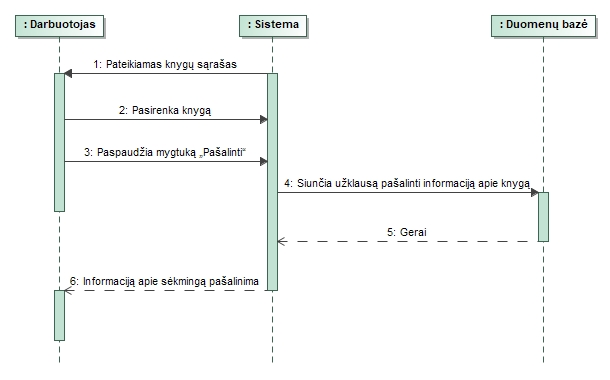 : Darbuotojas
: Sistema
: Duomenų bazė
1: Pateikiamas knygų sąrašas
2: Pasirenka knygą
3: Paspaudžia mygtuką „Pašalinti“
4: Siunčia užklausą pašalinti informaciją apie knygą
5: Gerai
6: Informaciją apie sėkmingą pašalinima